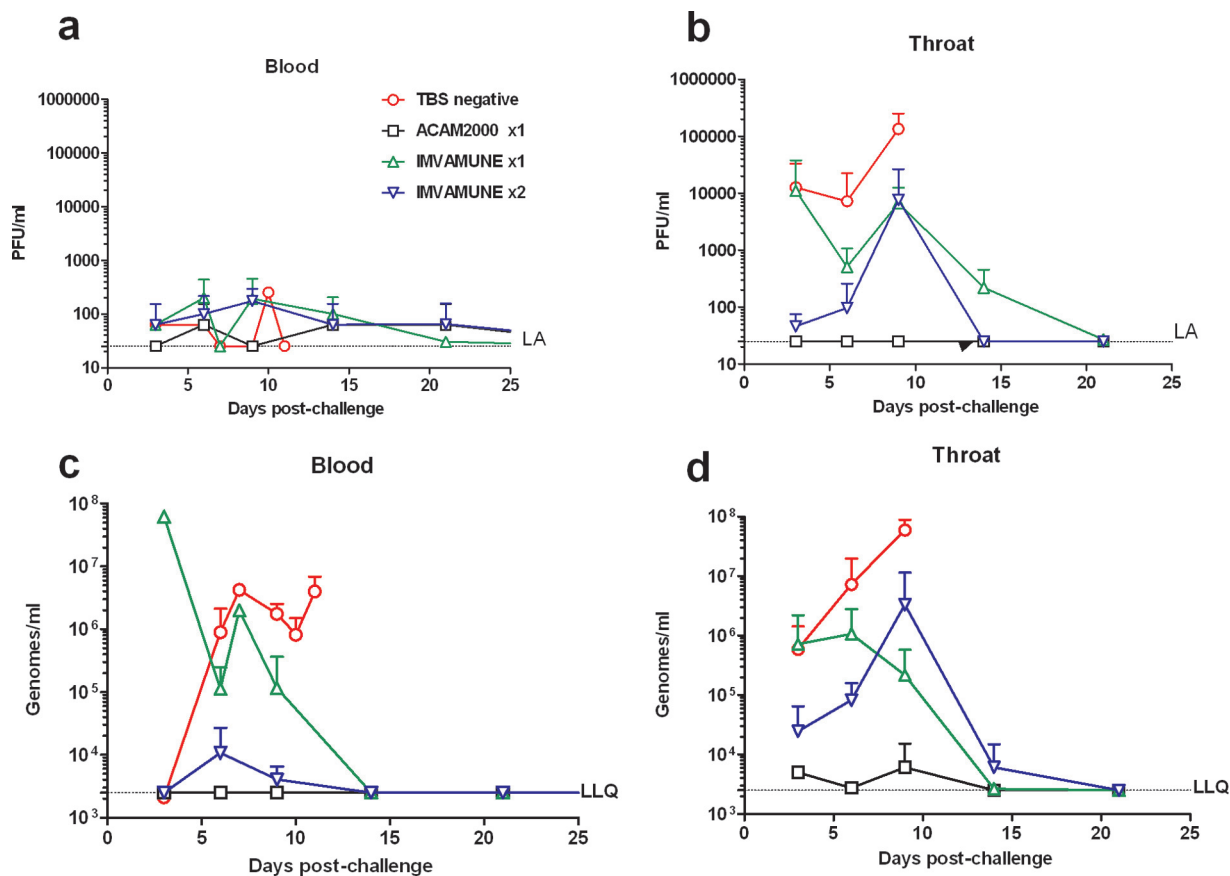 a
Blood
1000000
100000
10000
1000
100
10
PFU/ml
TBS negative
ACAM2000 x1
IMVAMUNE x1
IMVAMUNE x2
LA
0 5 10 15 20 25
Days post-challenge
b
Throat
1000000
100000
10000
1000
100
10
PFU/ml
LA
0 5 10 15 20 25
Days post-challenge
c
Blood
10⁸
10⁷
10⁶
10⁵
10⁴
10³
Genomes/ml
LLQ
0 5 10 15 20 25
Days post-challenge
d
Throat
10⁸
10⁷
10⁶
10⁵
10⁴
10³
Genomes/ml
LLQ
0 5 10 15 20 25
Days post-challenge